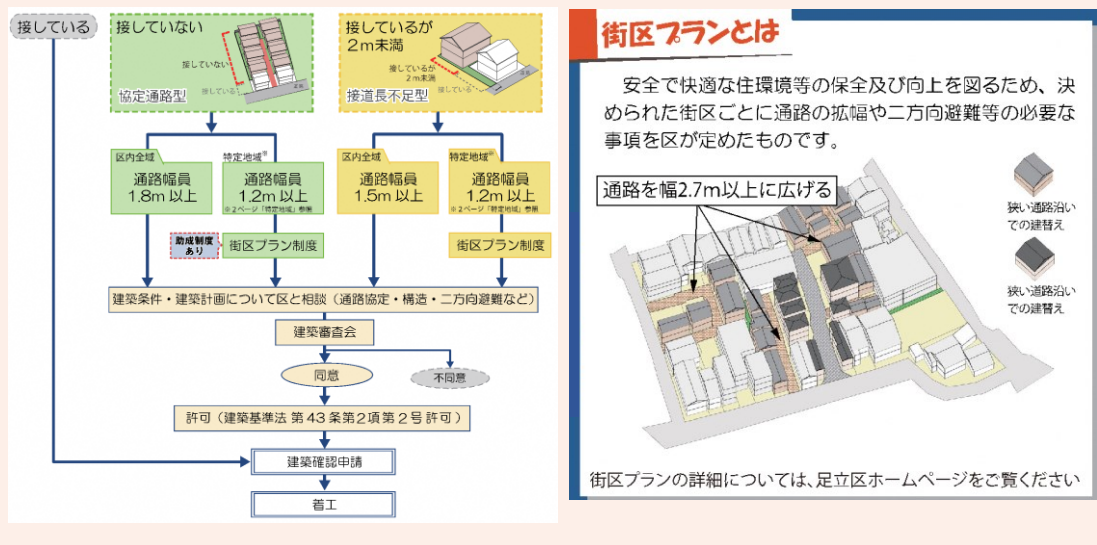 接している
接していない
接していない
接している
協定通路型
接しているが
2m未満
接しているが
2m未満
接している
接道長不足型
区内全域
通路幅員
1.8m 以上
特定地域※
通路幅員
1.2m 以上
※2ページ「特定地域」参照
区内全域
通路幅員
1.5m 以上
特定地域※
通路幅員
1.2m 以上
※2ページ「特定地域」参照
助成制度
あり
街区プラン制度
街区プラン制度
建築条件・建築計画について区と相談（通路協定・構造・二方向避難など）
建築審査会
同意
不同意
許可（建築基準法 第43条第2項第2号許可）
建築確認申請
着工
街区プランとは
安全で快適な住環境等の保全及び向上を図るため、決
められた街区ごとに通路の拡幅や二方向避難等の必要な
事項を区が定めたものです。
通路を幅2.7m以上に広げる
狭い通路沿い
での建替え
狭い道路沿い
での建替え
街区プランの詳細については、足立区ホームページをご覧ください